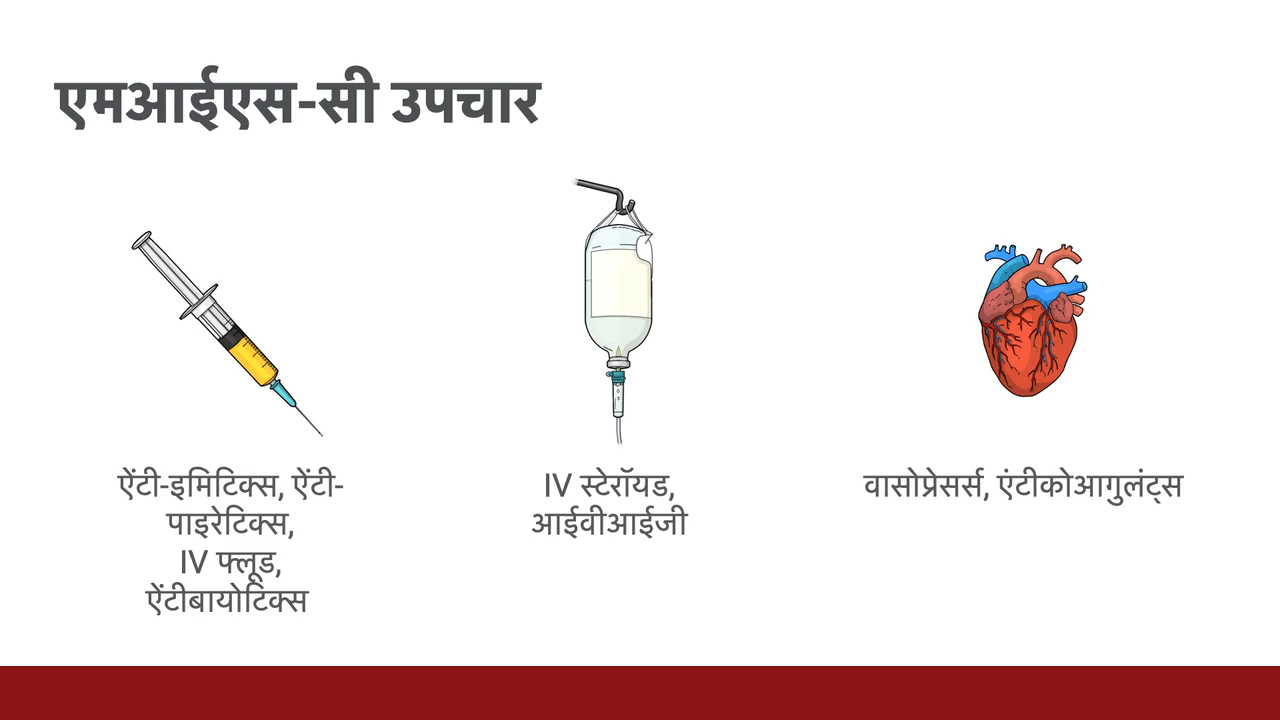 एमआईएस-सी उपचार
ऐंटी-इमिटिक्स, ऐंटी-
पाइरेटिक्स,
IV फ्लूड,
ऐंटीबायोटिक्स
IV स्टेरॉयड,
आईवीआईजी
वासोप्रेसर्स, एंटीकोआगुलंट्स